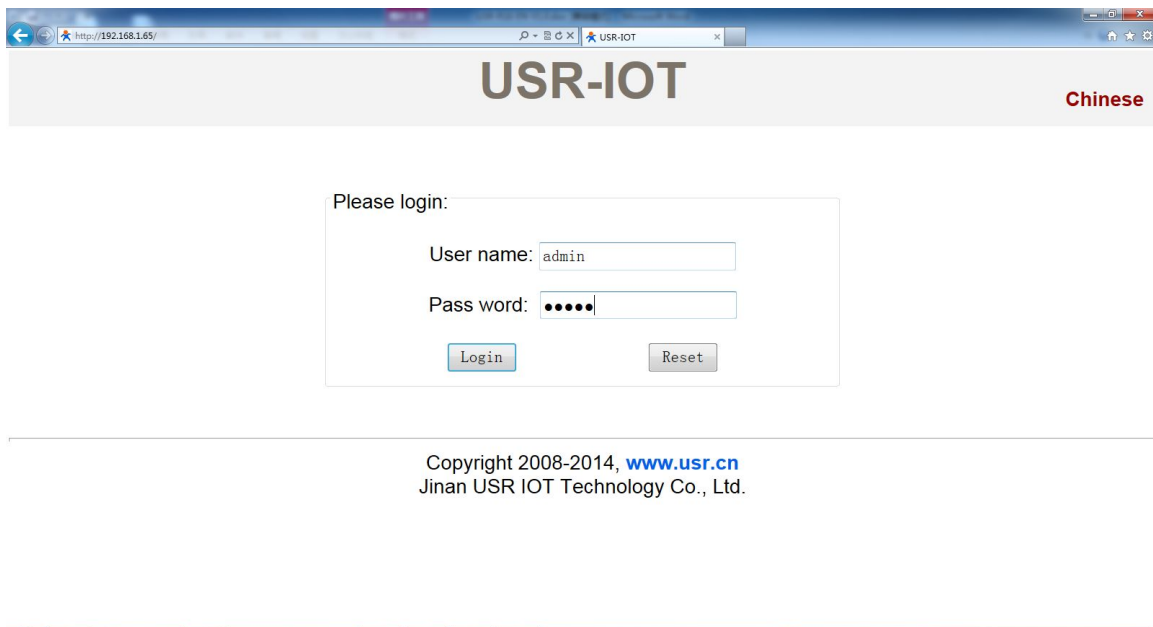 http://192.168.1.65/
USR-IOT
USR-IOT
Chinese
Please login:
User name: admin
Pass word: •••••
Login Reset
Copyright 2008-2014, www.usr.cn
Jinan USR IOT Technology Co., Ltd.